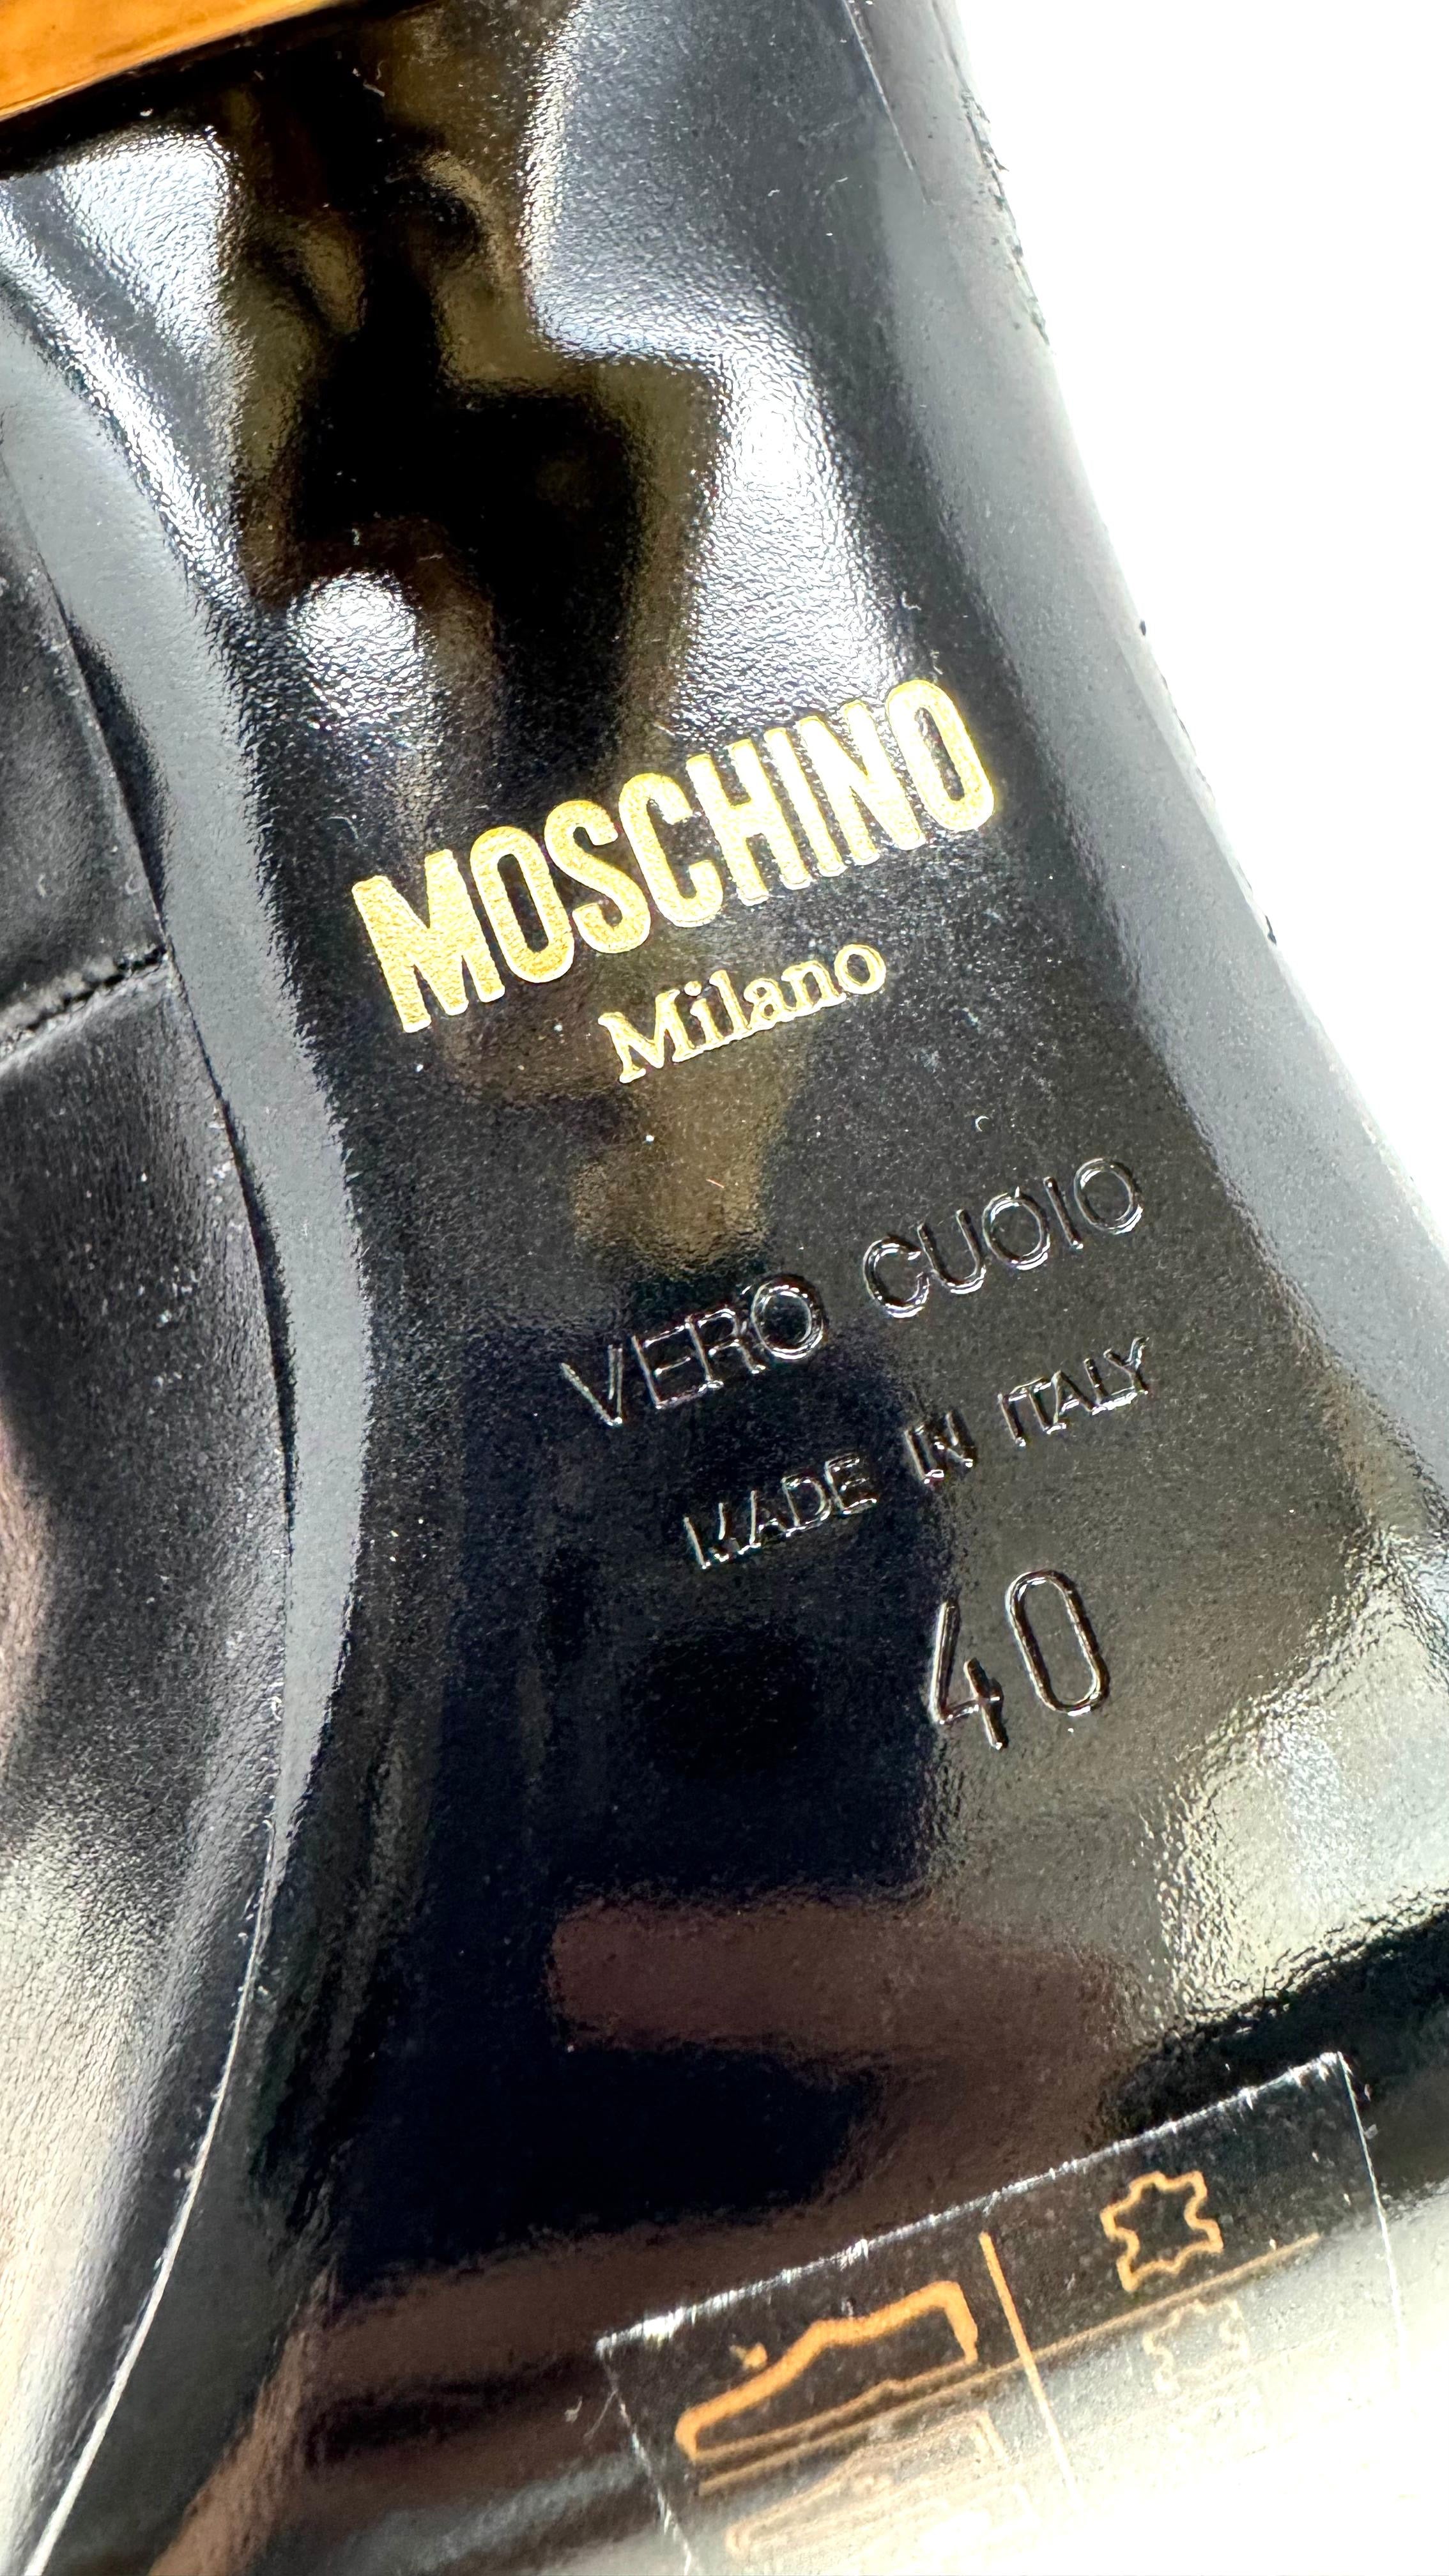 MOSCHINO
Milano
VERO CUOIO
MADE IN ITALY
40